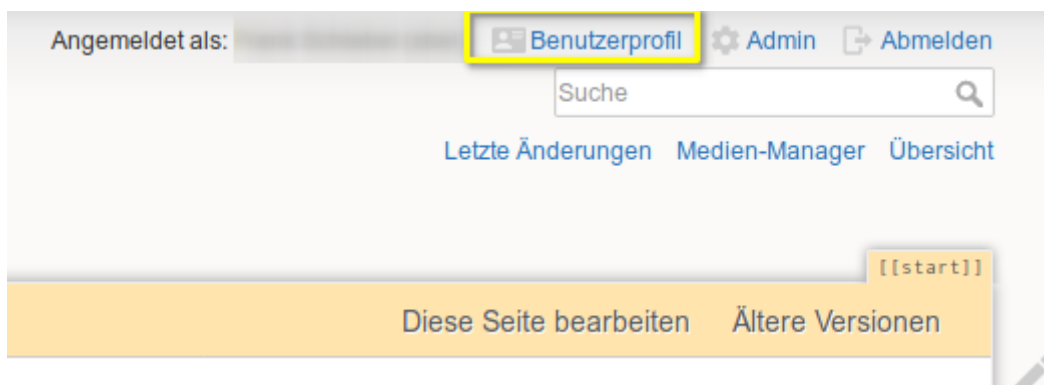 Angemeldet als: Benutzerprofil Admin Abmelden
Suche
Letzte Änderungen Medien-Manager Übersicht
[[start]]
Diese Seite bearbeiten Ältere Versionen